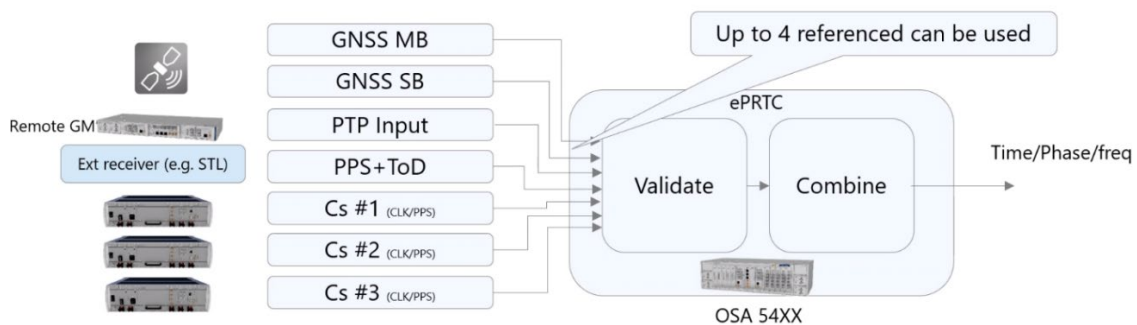 GNSS MB
Up to 4 referenced can be used
GNSS SB
ePRTC
Remote GM
PTP Input
Time/Phase/freq
Ext receiver (e.g. STL)
PPS+ToD
Validate
Combine
Cs #1 (CLK/PPS)
Cs #2 (CLK/PPS)
Cs #3 (CLK/PPS)
OSA 54XX